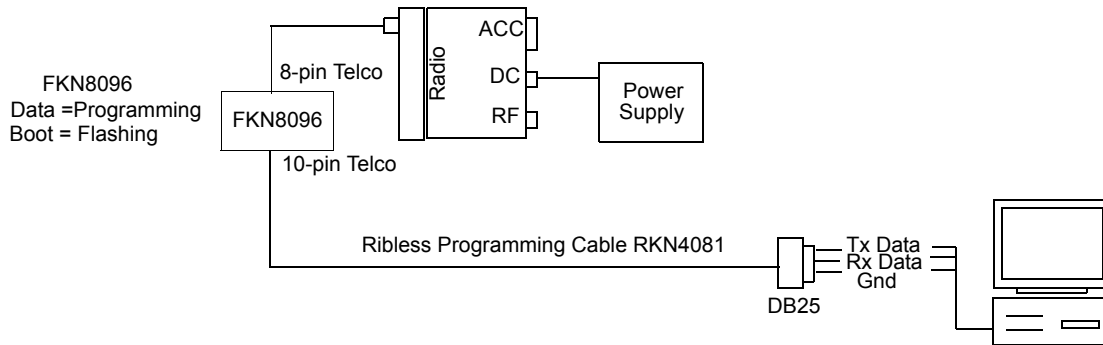 ACC
8-pin Telco
Radio
DC
FKN8096
Data =Programming
Boot = Flashing
FKN8096
RF
Power
Supply
10-pin Telco
Ribless Programming Cable RKN4081
Tx Data
Rx Data
Gnd
DB25